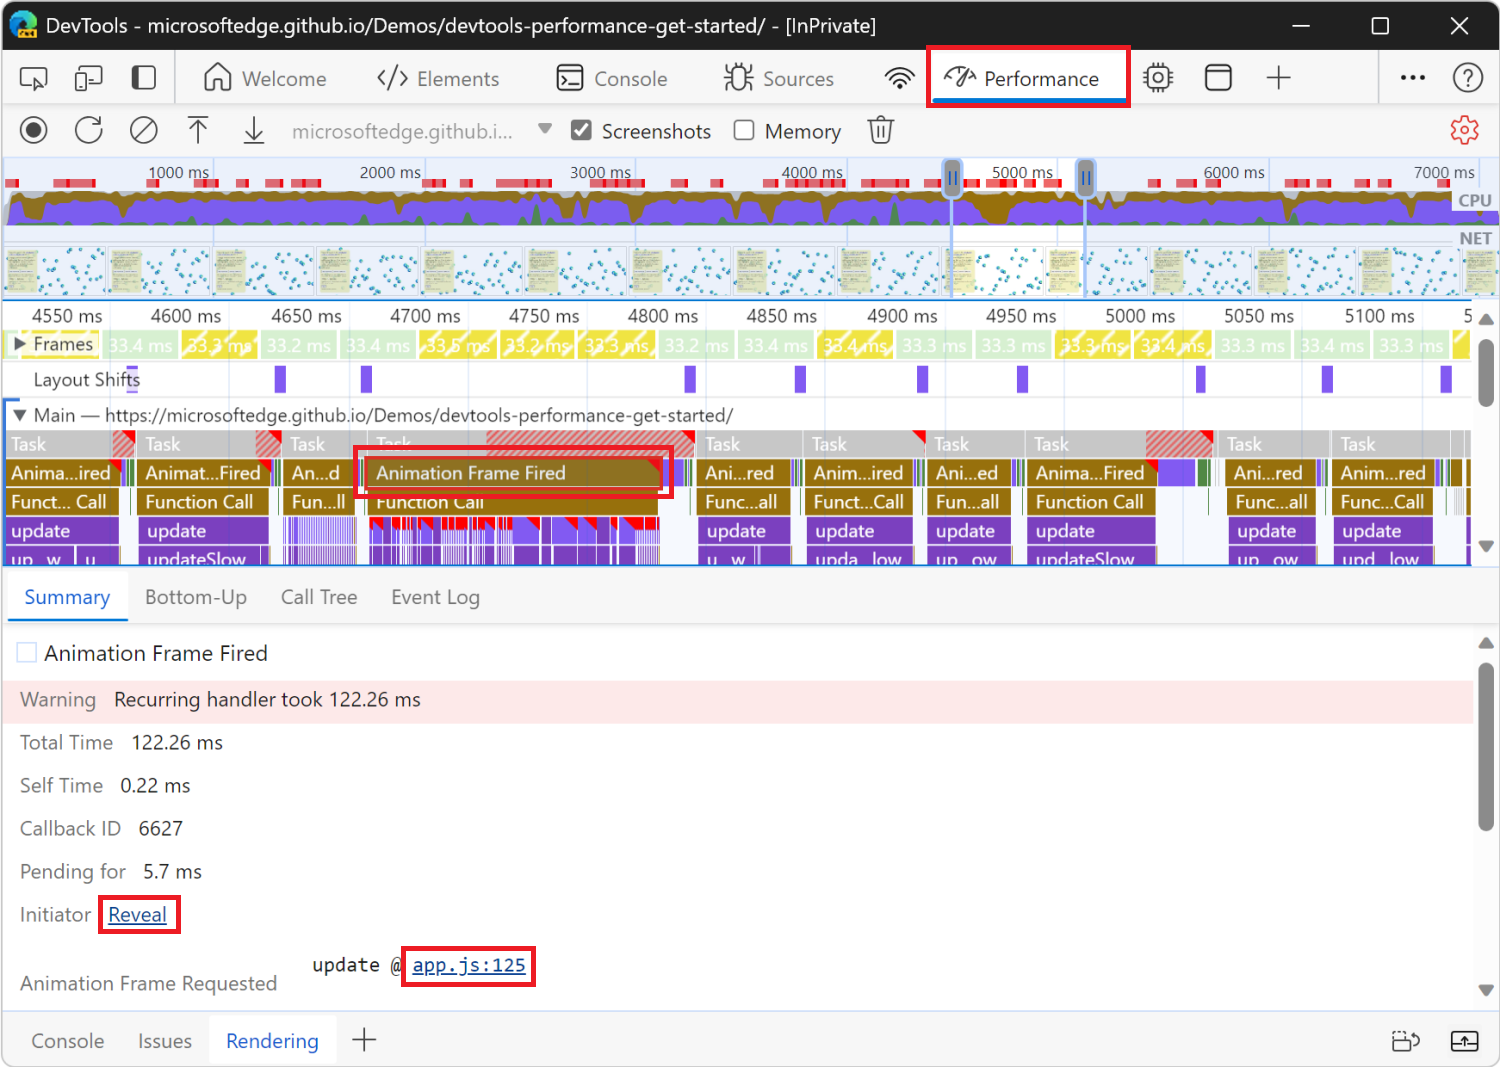 DevTools - microsoftedge.github.io/Demos/devtools-performance-get-started/ - [InPrivate]
Welcome Elements Console Sources Performance
microsoftedge.github.i... Screenshots Memory
1000 ms 2000 ms 3000 ms 4000 ms 5000 ms 6000 ms 7000 ms
CPU
NET
4550 ms 4600 ms 4650 ms 4700 ms 4750 ms 4800 ms 4850 ms 4900 ms 4950 ms 5000 ms 5050 ms 5100 ms 5
Frames 33.4 ms 33.3 ms 33.2 ms 33.4 ms 33.5 ms 33.2 ms 33.3 ms 33.2 ms 33.4 ms 33.4 ms 33.3 ms 33.3 ms 33.3 ms 33.4 ms 33.3 ms 33.4 ms 33.3 ms
Layout Shifts
Main — https://microsoftedge.github.io/Demos/devtools-performance-get-started/
Task Task Task Task Task Task Task Task Task Task
Anima...ired Animat...Fired An...d Animation Frame Fired Ani...red Anim...ired Ani...ed Anima...Fired Ani...red Anim...red
Funct... Call Function Call Fun...ll Function Call Func...all Funct...Call Fun...all Function Call Func...all Func...Call
update update update update update update update update
up...w u updateSlow u...w upda...low up...ow updateSlow up...ow upd...low
Summary Bottom-Up Call Tree Event Log
Animation Frame Fired
Warning Recurring handler took 122.26 ms
Total Time 122.26 ms
Self Time 0.22 ms
Callback ID 6627
Pending for 5.7 ms
Initiator Reveal
update @ app.js:125
Animation Frame Requested
Console Issues Rendering